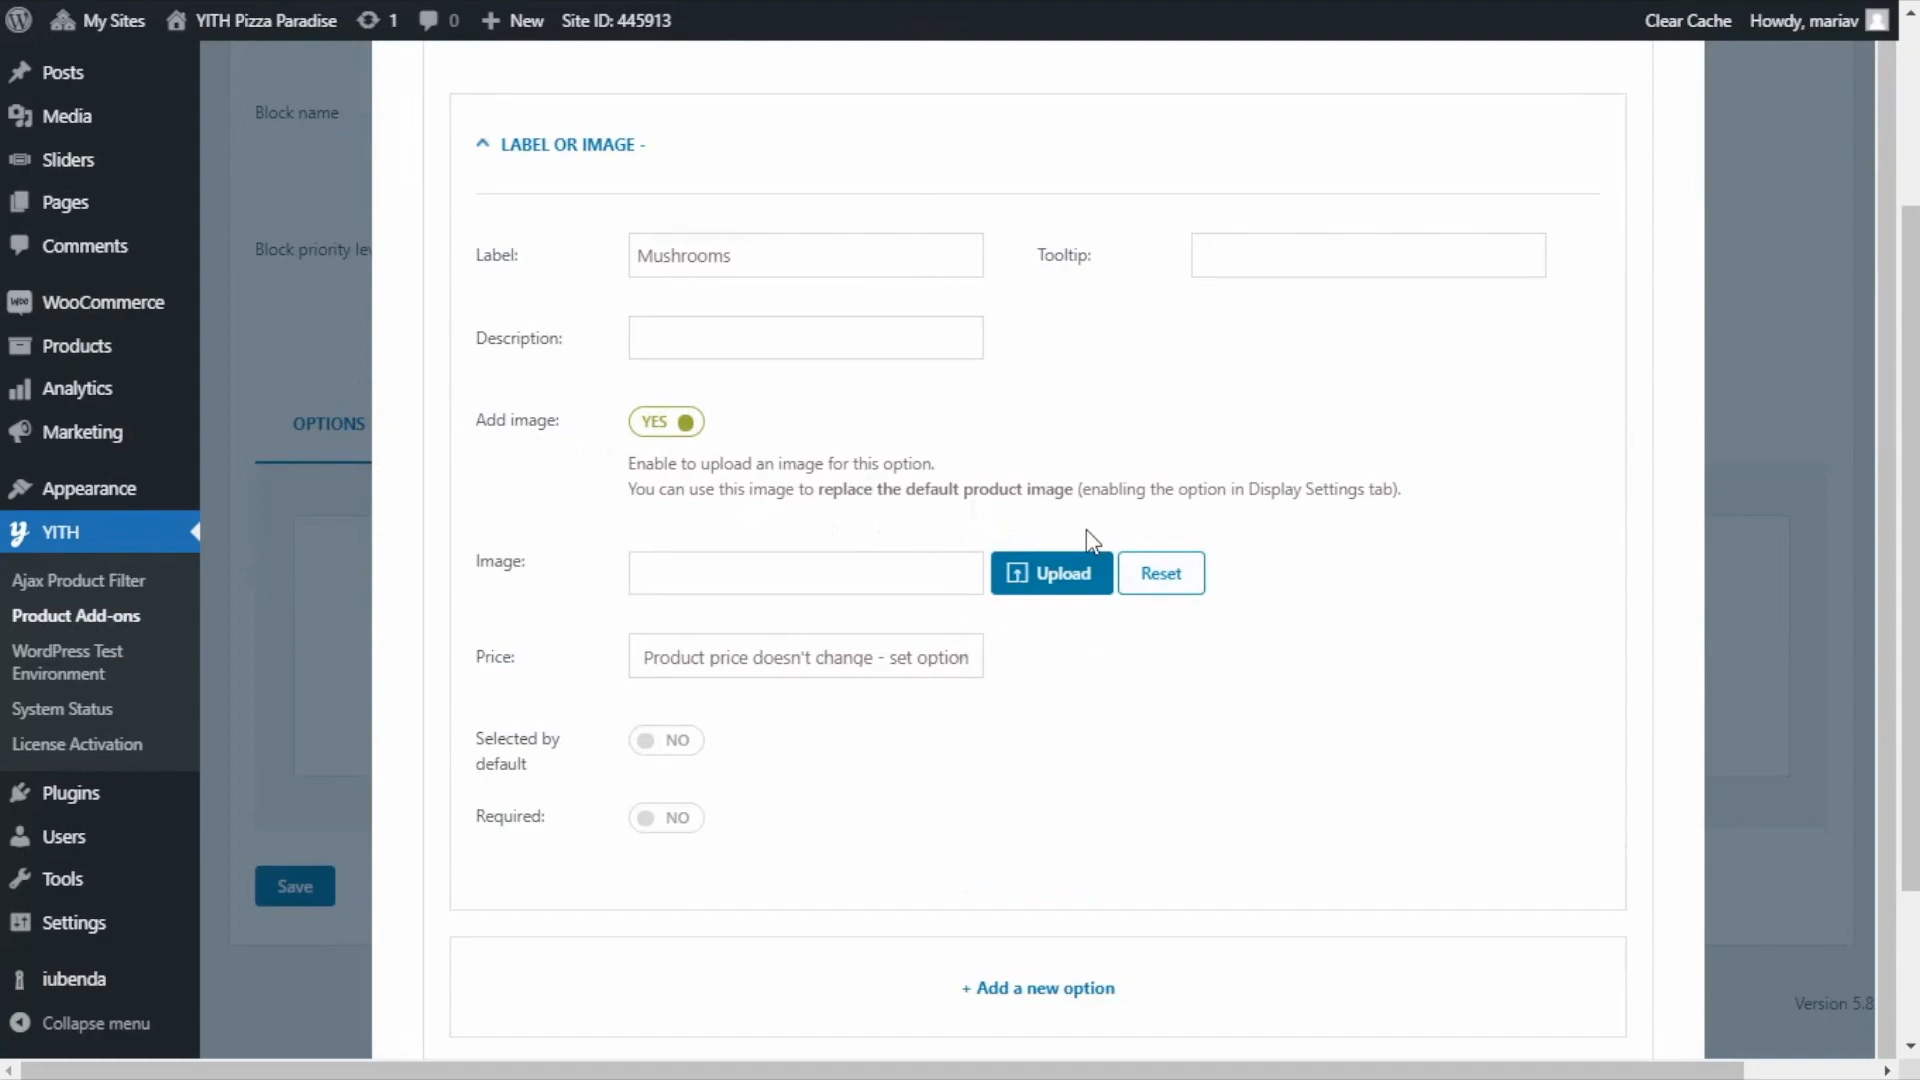 My Sites
YITH Pizza Paradise
1
0
New
Site ID: 445913
Clear Cache
Howdy, mariav
Posts
Media
Sliders
Pages
Comments
WooCommerce
Products
Analytics
Marketing
Appearance
YITH
Ajax Product Filter
Product Add-ons
WordPress Test
Environment
System Status
License Activation
Plugins
Users
Tools
Settings
iubenda
Collapse menu
Block name
Block priority lev
OPTIONS
Save
LABEL OR IMAGE -
Label:
Mushrooms
Tooltip:
Description:
Add image:
YES
Enable to upload an image for this option.
You can use this image to replace the default product image (enabling the option in Display Settings tab).
Image:
Upload
Reset
Price:
Product price doesn't change - set option
Selected by
default
NO
Required:
NO
+ Add a new option
Version 5.8